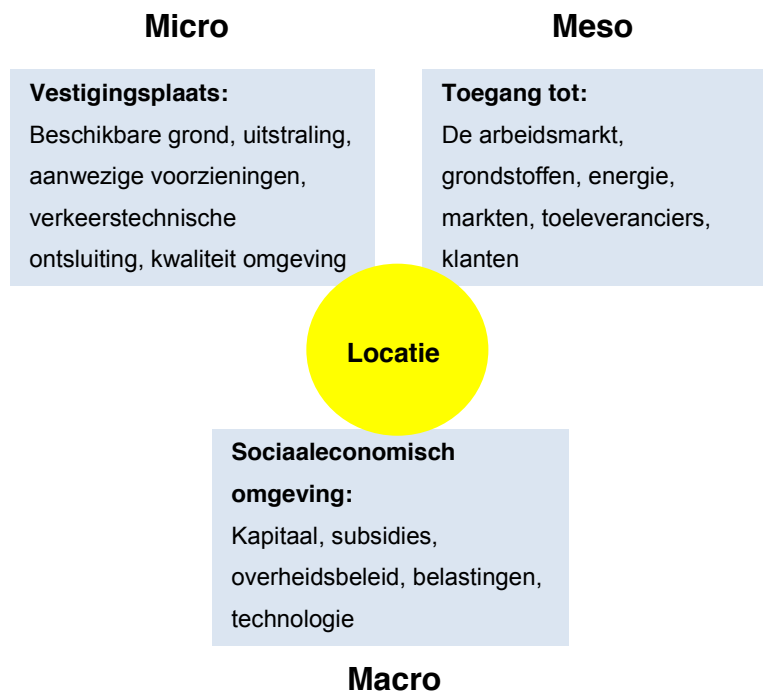 Micro
Vestigingsplaats:
Beschikbare grond, uitstraling,
aanwezige voorzieningen,
verkeerstechnische
ontsluiting, kwaliteit omgeving
Meso
Toegang tot:
De arbeidsmarkt,
grondstoffen, energie,
markten, toeleveranciers,
klanten
Locatie
Sociaaleconomisch
omgeving:
Kapitaal, subsidies,
overheidsbeleid, belastingen,
technologie
Macro